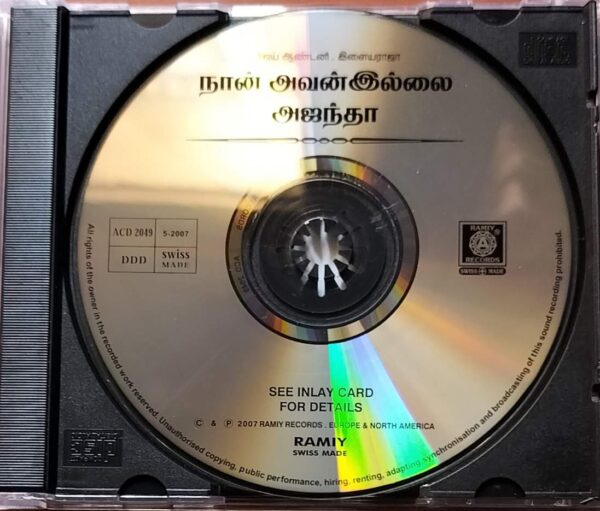 ஆண்டனி . இளையராஜா
நான் அவன்இல்லை
அஜந்தா
ACD 2049
5-2007
DDD
SWISS
MADE
RAMIY
RECORDS
SWISS MADE
SEE INLAY CARD
FOR DETAILS
© & ℗ 2007 RAMIY RECORDS . EUROPE & NORTH AMERICA
RAMIY
SWISS MADE
All rights of the owner in the recorded work reserved. Unauthorised copying, public performance, hiring, renting, adapting, synchronisation and broadcasting of this sound recording prohibited.